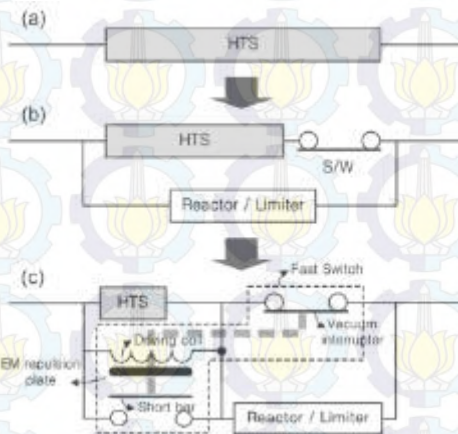 (a)
HTS
(b)
HTS
S/W
Reactor / Limiter
(c)
Fast Switch
HTS
Driving coil
Vacuum
interrupter
EM repulsion
plate
Short bar
Reactor / Limiter